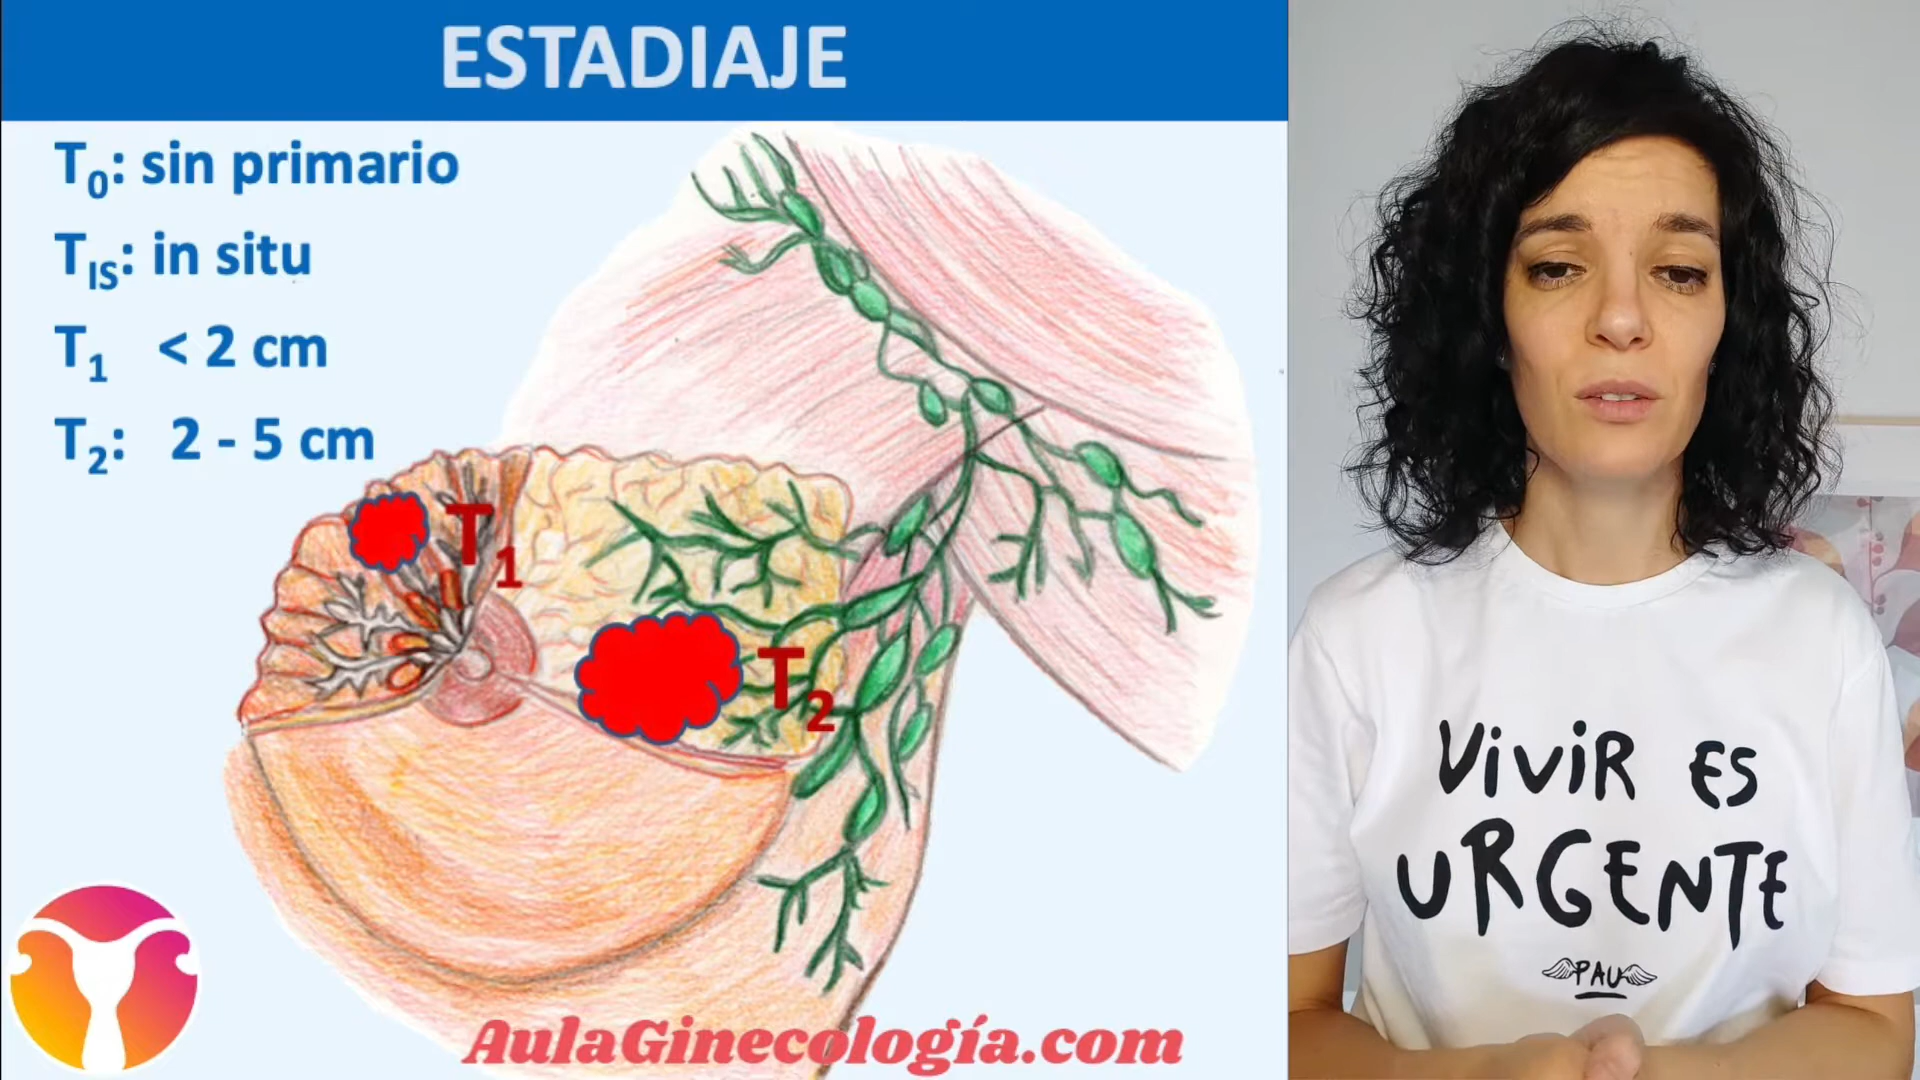 ESTADIAJE
T₀: sin primario
T_IS: in situ
T₁ < 2 cm
T₂: 2 - 5 cm
T₁
T₂
AulaGinecología.com
ViViR ES
URGENTE
PAU